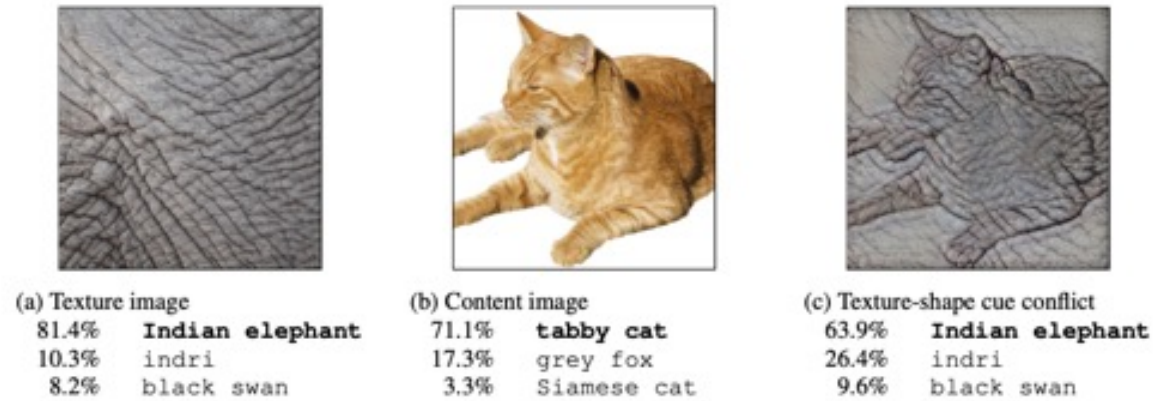 (a) Texture image
81.4% Indian elephant
10.3% indri
8.2% black swan
(b) Content image
71.1% tabby cat
17.3% grey fox
3.3% Siamese cat
(c) Texture-shape cue conflict
63.9% Indian elephant
26.4% indri
9.6% black swan